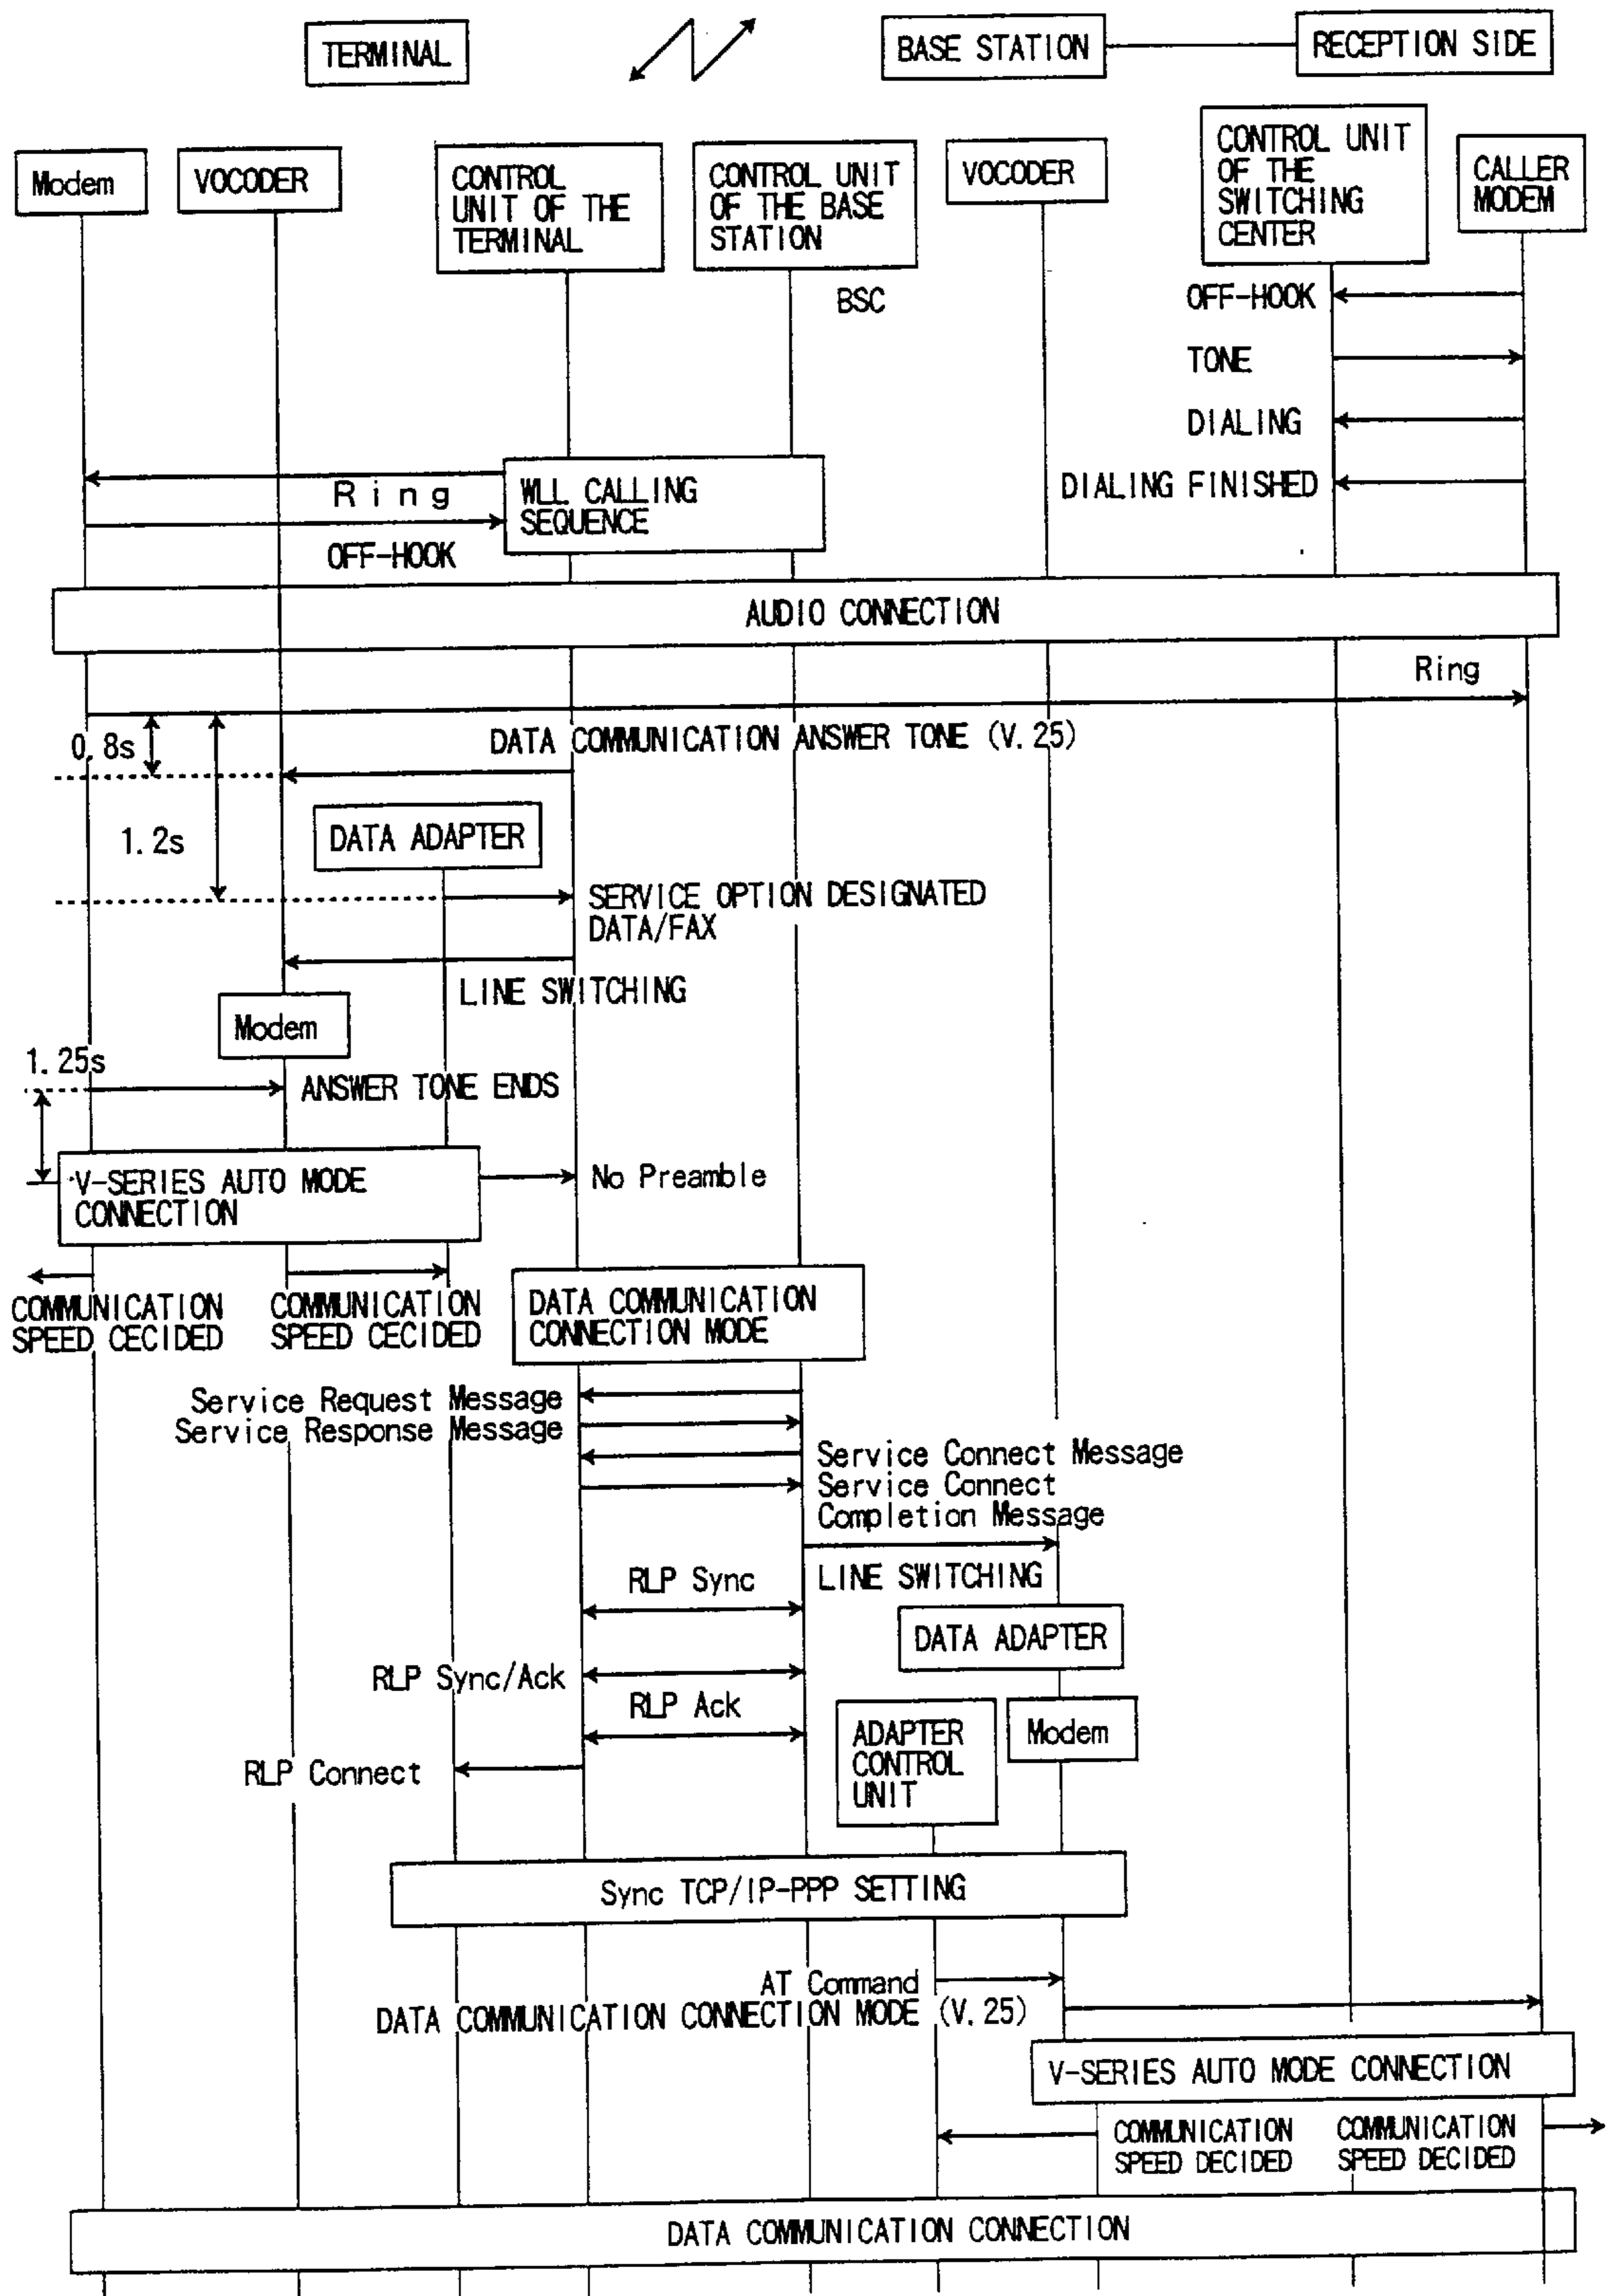 TERMINAL
BASE STATION
RECEPTION SIDE
Modem
VOCODER
CONTROL
UNIT OF THE
TERMINAL
CONTROL UNIT
OF THE BASE
STATION
VOCODER
CONTROL UNIT
OF THE
SWITCHING
CENTER
CALLER
MODEM
BSC
OFF-HOOK
TONE
DIALING
DIALING FINISHED
Ring
WLL CALLING
SEQUENCE
OFF-HOOK
AUDIO CONNECTION
Ring
0.8s
DATA COMMUNICATION ANSWER TONE (V.25)
1.2s
DATA ADAPTER
SERVICE OPTION DESIGNATED
DATA/FAX
LINE SWITCHING
Modem
1.25s
ANSWER TONE ENDS
V-SERIES AUTO MODE
CONNECTION
No Preamble
COMMUNICATION
SPEED CECIDED
COMMUNICATION
SPEED CECIDED
DATA COMMUNICATION
CONNECTION MODE
Service Request Message
Service Response Message
Service Connect Message
Service Connect
Completion Message
RLP Sync
LINE SWITCHING
DATA ADAPTER
RLP Sync/Ack
RLP Ack
ADAPTER
CONTROL
UNIT
Modem
RLP Connect
Sync TCP/IP-PPP SETTING
AT Command
DATA COMMUNICATION CONNECTION MODE (V.25)
V-SERIES AUTO MODE CONNECTION
COMMUNICATION
SPEED DECIDED
COMMUNICATION
SPEED DECIDED
DATA COMMUNICATION CONNECTION